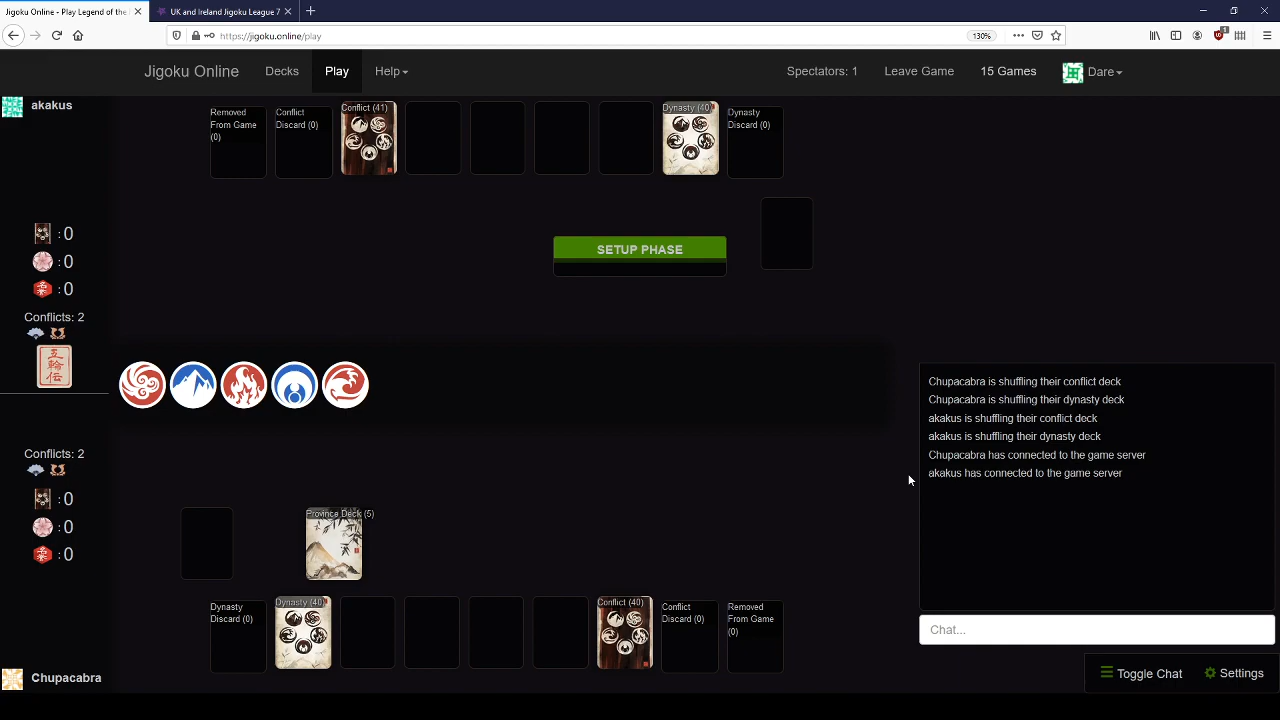 Jigoku Online - Play Legend of the
UK and Ireland Jigoku League 7
https://jigoku.online/play
130%
1
Jigoku Online
Decks
Play
Help
Spectators: 1
Leave Game
15 Games
Dare
akakus
Removed
From Game
(0)
Conflict
Discard (0)
Conflict (41)
Dynasty (40)
Dynasty
Discard (0)
: 0
: 0
: 0
SETUP PHASE
Conflicts: 2
五輪伝
Chupacabra is shuffling their conflict deck
Chupacabra is shuffling their dynasty deck
akakus is shuffling their conflict deck
akakus is shuffling their dynasty deck
Chupacabra has connected to the game server
akakus has connected to the game server
Conflicts: 2
: 0
: 0
: 0
Province Deck (5)
Dynasty
Discard (0)
Dynasty (40)
Conflict (40)
Conflict
Discard (0)
Removed
From Game
(0)
Chat...
Toggle Chat
Settings
Chupacabra